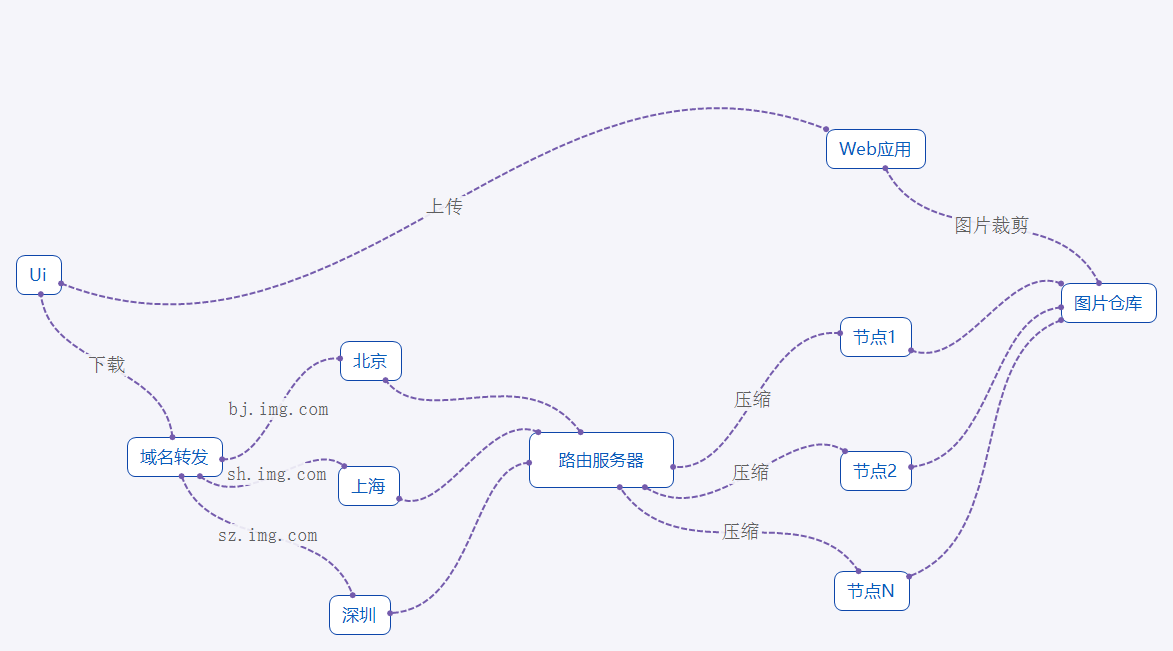 Web应用
上传
图片裁剪
Ui
图片仓库
节点1
下载
北京
压缩
bj.img.com
域名转发
路由服务器
sh.img.com
压缩
节点2
上海
压缩
sz.img.com
节点N
深圳